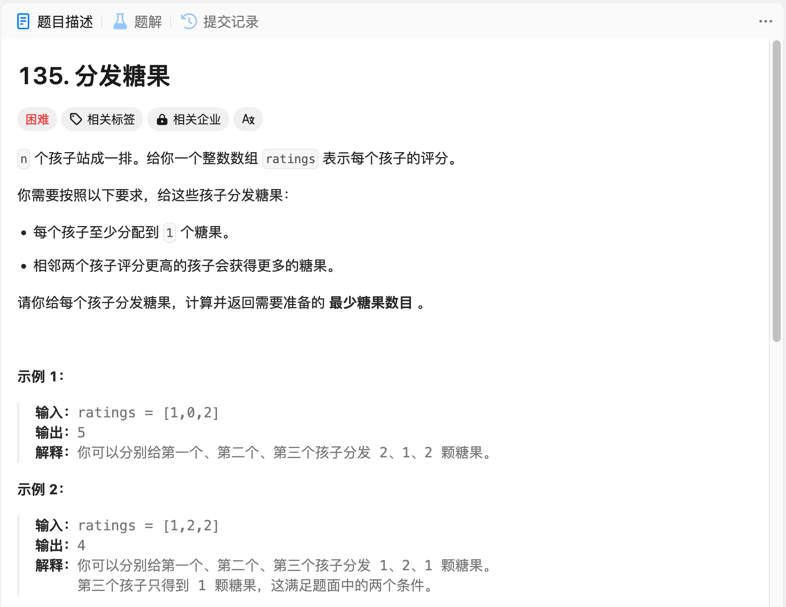 题目描述 题解 提交记录 ...
135. 分发糖果
困难 相关标签 相关企业 Aあ
n 个孩子站成一排。给你一个整数数组 ratings 表示每个孩子的评分。
你需要按照以下要求，给这些孩子分发糖果：
• 每个孩子至少分配到 1 个糖果。
• 相邻两个孩子评分更高的孩子会获得更多的糖果。
请你给每个孩子分发糖果，计算并返回需要准备的 最少糖果数目 。
示例 1：
输入：ratings = [1,0,2]
输出：5
解释：你可以分别给第一个、第二个、第三个孩子分发 2、1、2 颗糖果。
示例 2：
输入：ratings = [1,2,2]
输出：4
解释：你可以分别给第一个、第二个、第三个孩子分发 1、2、1 颗糖果。
第三个孩子只得到 1 颗糖果，这满足题面中的两个条件。